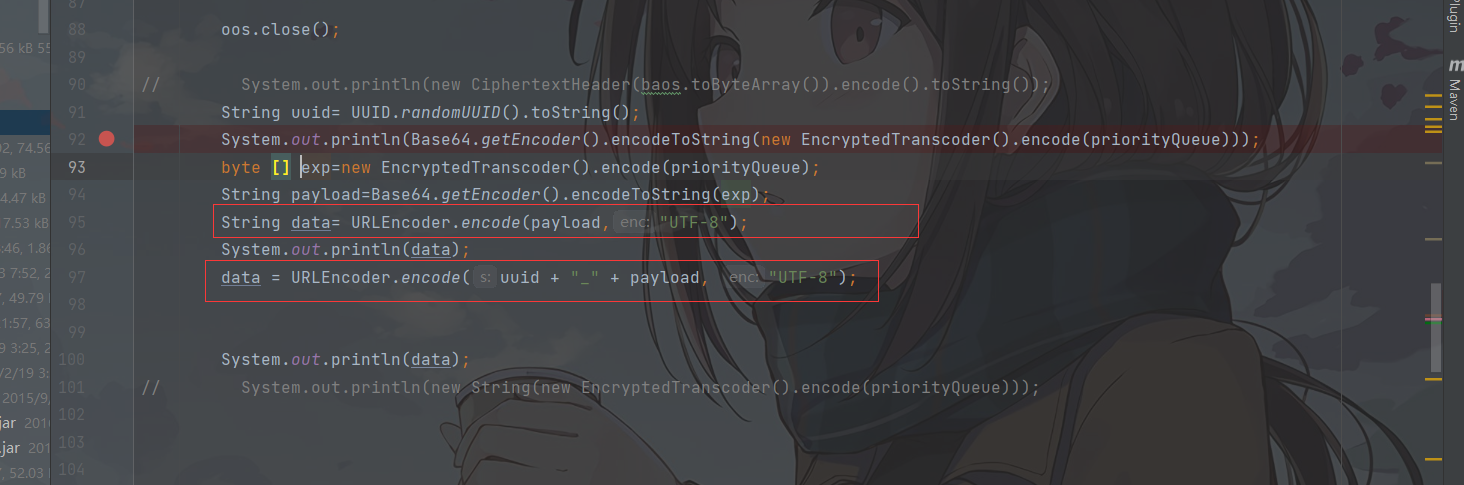 87
88 oos.close();
89
90 // System.out.println(new CiphertextHeader(baos.toByteArray()).encode().toString());
91 String uuid= UUID.randomUUID().toString();
92 System.out.println(Base64.getEncoder().encodeToString(new EncryptedTranscoder().encode(priorityQueue)));
93 byte [] exp=new EncryptedTranscoder().encode(priorityQueue);
94 String payload=Base64.getEncoder().encodeToString(exp);
95 String data= URLEncoder.encode(payload, enc: "UTF-8");
96 System.out.println(data);
97 data = URLEncoder.encode( s: uuid + "_" + payload, enc: "UTF-8");
98
99
100 System.out.println(data);
101 // System.out.println(new String(new EncryptedTranscoder().encode(priorityQueue)));
102
103
104
56 kB 55
02, 74.56
9 kB
4.47 kB
7.53 kB
:46, 1.86
3 7:52, 2
, 49.79 k
1:57, 63
9 3:25, 2
/2/19 3:
2015/9,
jar 2016
.jar 201
, 52.03 k
Plugin
m Maven